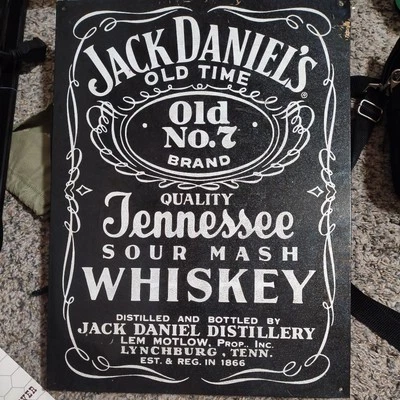 JACK DANIEL'S
®
OLD TIME
Old
No.7
BRAND
QUALITY
Tennessee
SOUR MASH
WHISKEY
DISTILLED AND BOTTLED BY
JACK DANIEL DISTILLERY
LEM MOTLOW, PROP., INC.
LYNCHBURG, TENN.
EST. & REG. IN 1866